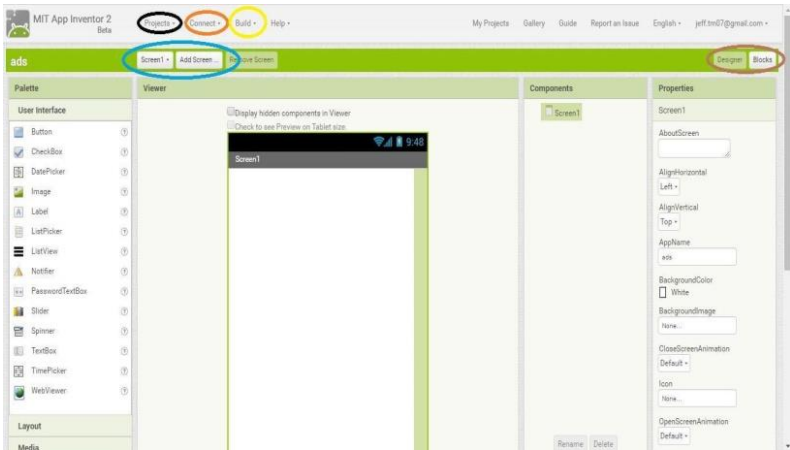 MIT App Inventor 2
Beta
Projects Connect Build Help
My Projects Gallery Guide Report an Issue English jeff.tm07@gmail.com
ads
Screen1 Add Screen ... Remove Screen
Designer Blocks
Palette
User Interface
Button
CheckBox
DatePicker
Image
Label
ListPicker
ListView
Notifier
PasswordTextBox
Slider
Spinner
TextBox
TimePicker
WebViewer
Layout
Media
Viewer
Display hidden components in Viewer
Check to see Preview on Tablet size.
9:48
Screen1
Components
Screen1
Rename Delete
Properties
Screen1
AboutScreen
AlignHorizontal
Left
AlignVertical
Top
AppName
ads
BackgroundColor
White
BackgroundImage
None...
CloseScreenAnimation
Default
Icon
None...
OpenScreenAnimation
Default